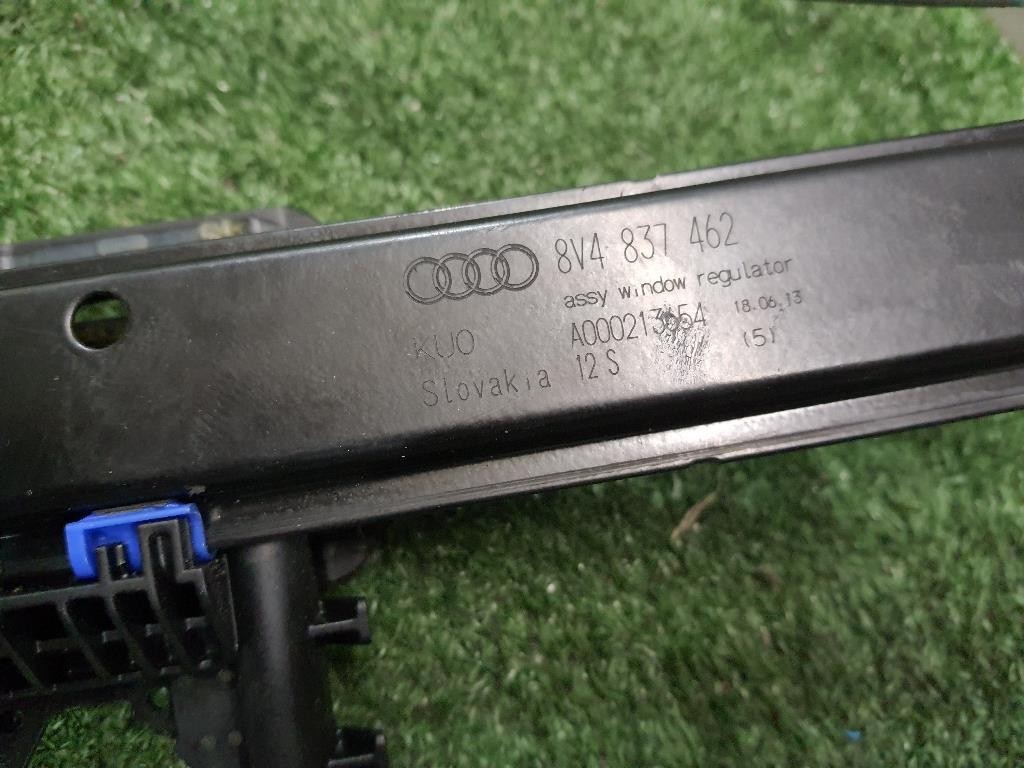 8V4 837 462
assy window regulator
KUO 18.06.13
Slovakia 12 S (5)